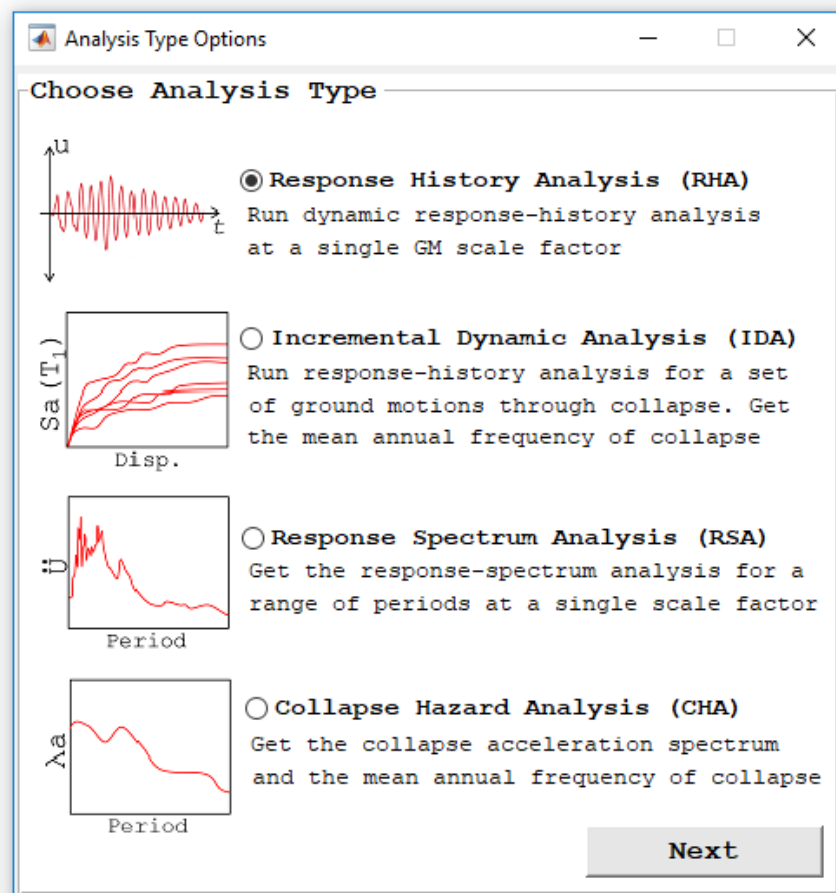 Analysis Type Options
Choose Analysis Type
u
t
Response History Analysis (RHA)
Run dynamic response-history analysis
at a single GM scale factor
Sa(T₁)
Disp.
Incremental Dynamic Analysis (IDA)
Run response-history analysis for a set
of ground motions through collapse. Get
the mean annual frequency of collapse
Ü
Period
Response Spectrum Analysis (RSA)
Get the response-spectrum analysis for a
range of periods at a single scale factor
λa
Period
Collapse Hazard Analysis (CHA)
Get the collapse acceleration spectrum
and the mean annual frequency of collapse
Next